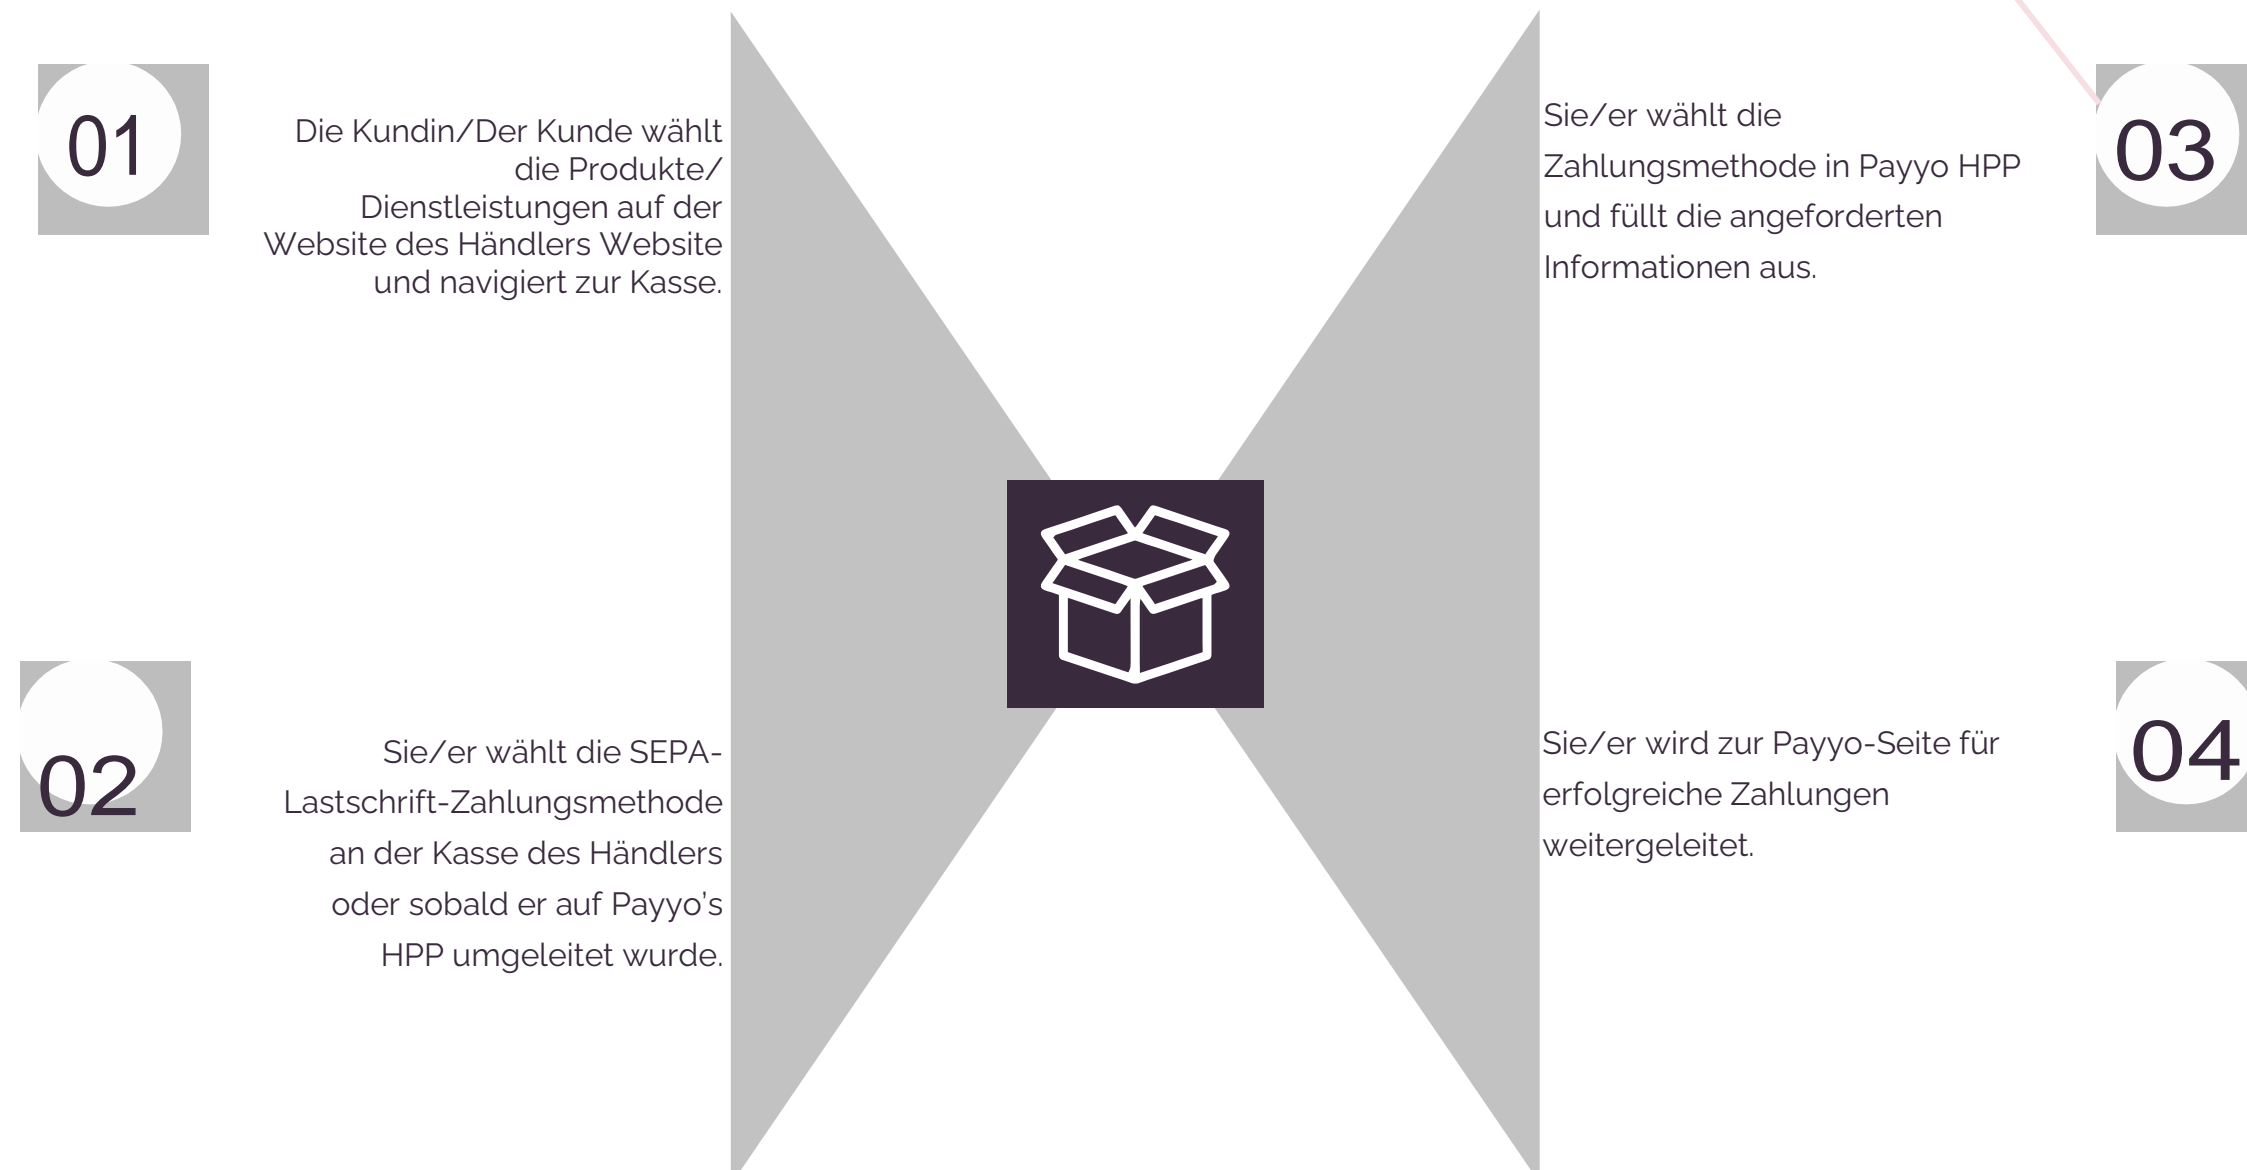 01
Die Kundin/Der Kunde wählt
die Produkte/
Dienstleistungen auf der
Website des Händlers Website
und navigiert zur Kasse.
02
Sie/er wählt die SEPA-
Lastschrift-Zahlungsmethode
an der Kasse des Händlers
oder sobald er auf Payyo’s
HPP umgeleitet wurde.
03
Sie/er wählt die
Zahlungsmethode in Payyo HPP
und füllt die angeforderten
Informationen aus.
04
Sie/er wird zur Payyo-Seite für
erfolgreiche Zahlungen
weitergeleitet.